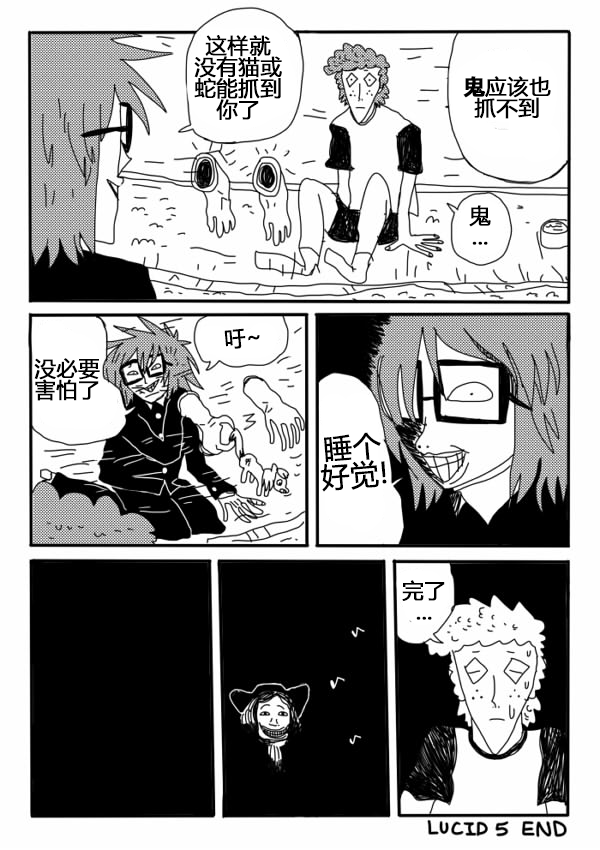 这样就
没有猫或
蛇能抓到
你了
鬼应该也
抓不到
鬼
...
没必要
害怕了
吁~
睡个
好觉!
完了
...
LUCID 5 END